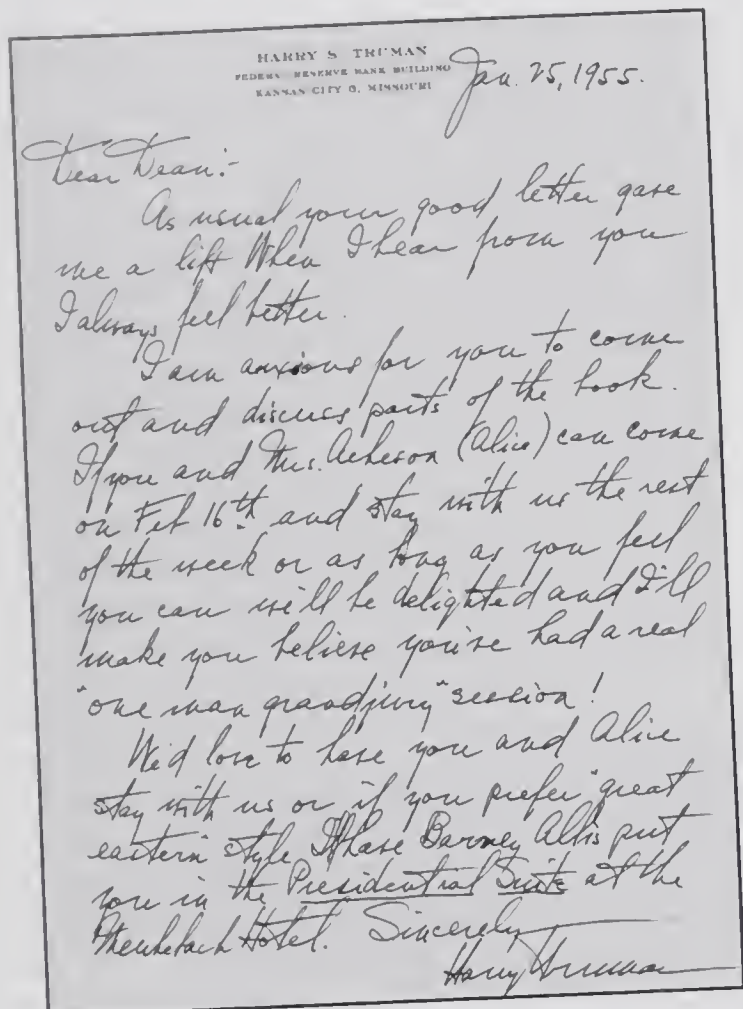 HARRY S. TRUMAN
FEDERAL RESERVE BANK BUILDING
KANSAS CITY 6, MISSOURI
Jan. 25, 1955.
Dear Dean:-
As usual your good letter gave
me a lift When I hear from you
I always feel better.
I am anxious for you to come
out and discuss parts of the book.
If you and Mrs. Acheson (Alice) can come
on Feb 16th and stay with us the rest
of the week or as long as you feel
you can we'll be delighted and I'll
make you believe you've had a real
"one man grandjury" session!
We'd love to have you and Alice
stay with us or if you prefer "great
eastern style I'll have Barney Allis put
you in the Presidential Suite at the
Muehlebach Hotel. Sincerely
Harry Truman